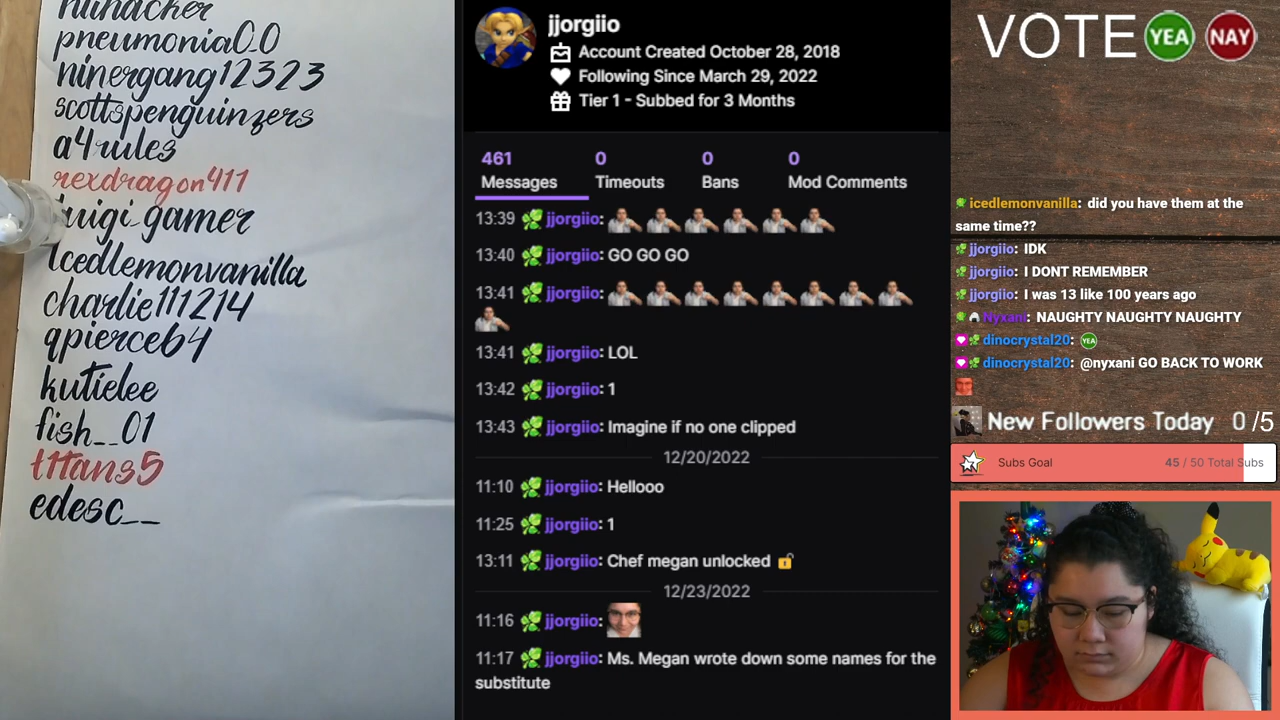 huhacker
pneumonia0.0
ninergang12323
scottspenguinzers
a4rules
rexdragon411
luigi gamer
Icedlemonvanilla
charlie111214
qpierce64
kutielee
fish__01
t1tans5
edesc__
jjorgiio
Account Created October 28, 2018
Following Since March 29, 2022
Tier 1 - Subbed for 3 Months
461 0 0 0
Messages Timeouts Bans Mod Comments
13:39 jjorgiio:
13:40 jjorgiio: GO GO GO
13:41 jjorgiio:
13:41 jjorgiio: LOL
13:42 jjorgiio: 1
13:43 jjorgiio: Imagine if no one clipped
12/20/2022
11:10 jjorgiio: Hellooo
11:25 jjorgiio: 1
13:11 jjorgiio: Chef megan unlocked 🔓
12/23/2022
11:16 jjorgiio:
11:17 jjorgiio: Ms. Megan wrote down some names for the
substitute
VOTE YEA NAY
icedlemonvanilla: did you have them at the
same time??
jjorgiio: IDK
jjorgiio: I DONT REMEMBER
jjorgiio: I was 13 like 100 years ago
Nyxani: NAUGHTY NAUGHTY NAUGHTY
dinocrystal20: YEA
dinocrystal20: @nyxani GO BACK TO WORK
New Followers Today 0 /5
Subs Goal 45 / 50 Total Subs